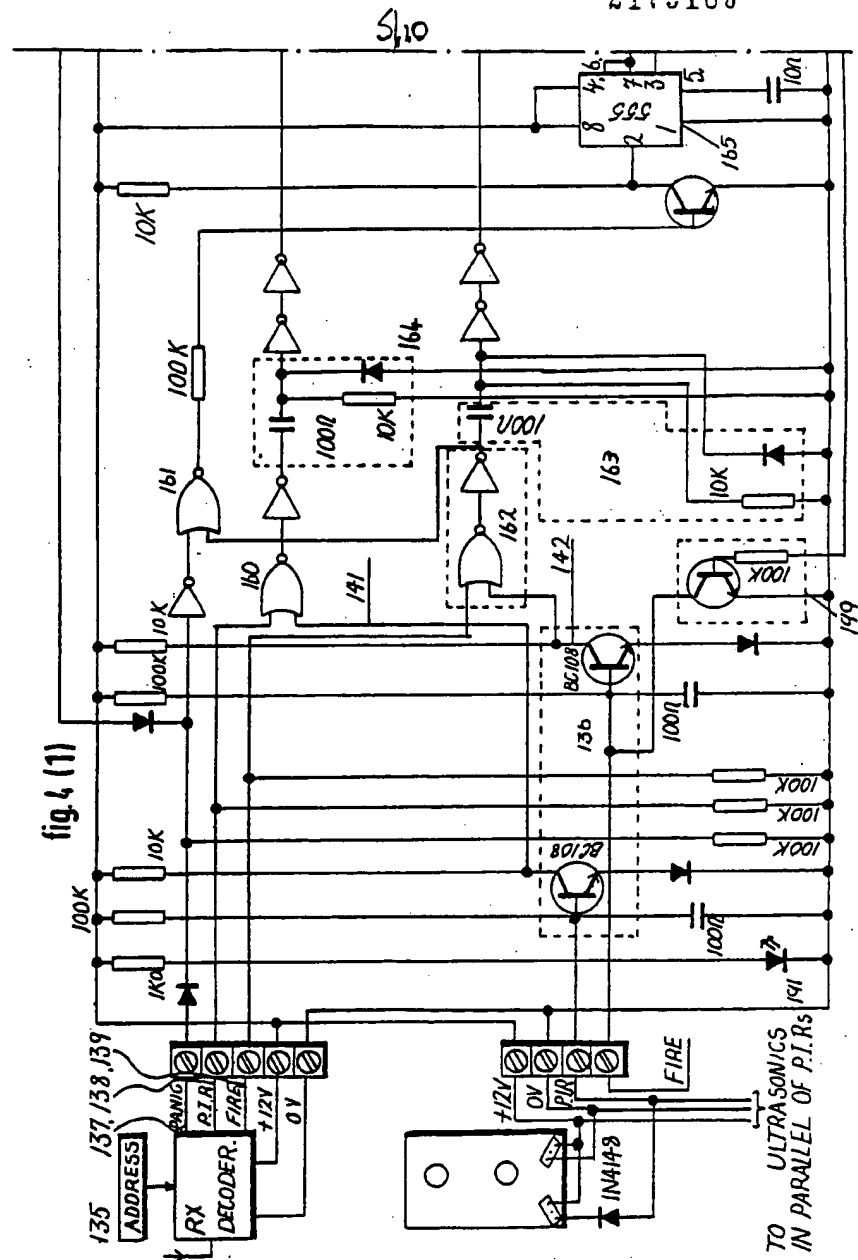 5/10
fig. 4 (1)
135
137, 138, 139
ADDRESS
RX
DECODER.
PANIC
P.I.R
FIRE
+12V
0V
100K
1K0
10K
100K
10K
160
161
100K
10K
141
142
162
163
164
100n
10K
100n
10K
165
555
8
4
6
7
3
2
1
5
10n
BC108
136
BC108
100n
100K
100K
100K
100n
191
100K
199
+12V
0V
PIR
FIRE
1N4148
TO ULTRASONICS
IN PARALLEL OF P.I.Rs